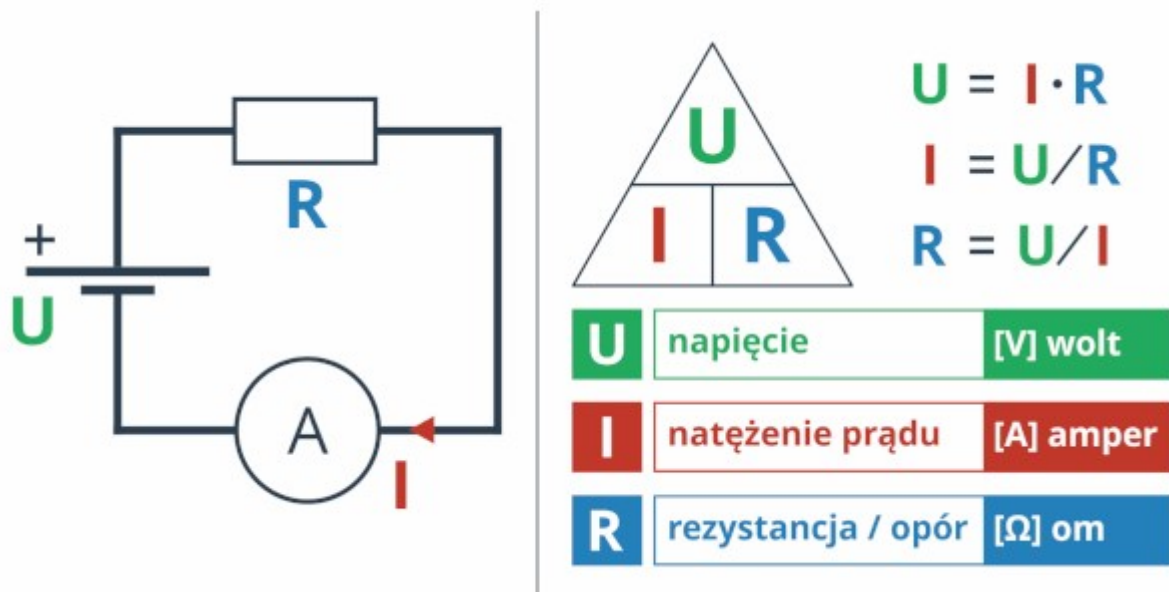 R
+
U
A
I
U
I R
U = I · R
I = U/R
R = U/I
U napięcie [V] wolt
I natężenie prądu [A] amper
R rezystancja / opór [Ω] om